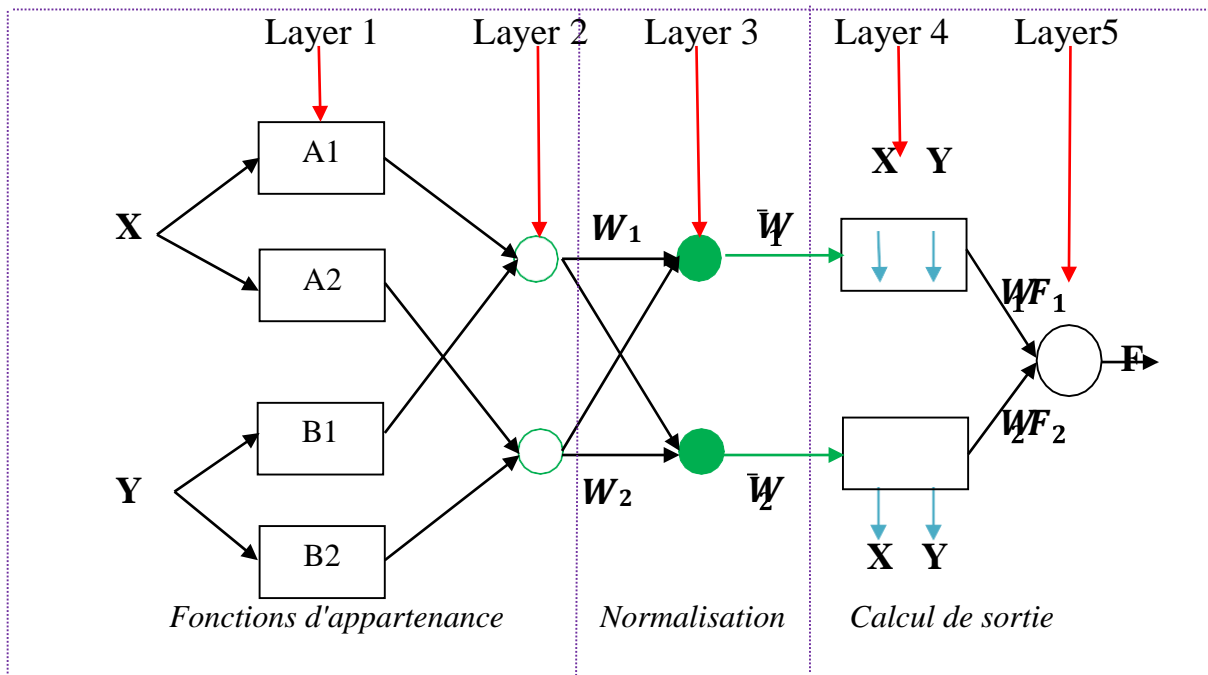 Layer 1 Layer 2 Layer 3 Layer 4 Layer5
X Y
A1
X
W₁ W̄₁
A2
W̄₁F₁
F
B1
W̄₂F₂
Y
W₂ W̄₂
B2
X Y
Fonctions d'appartenance Normalisation Calcul de sortie